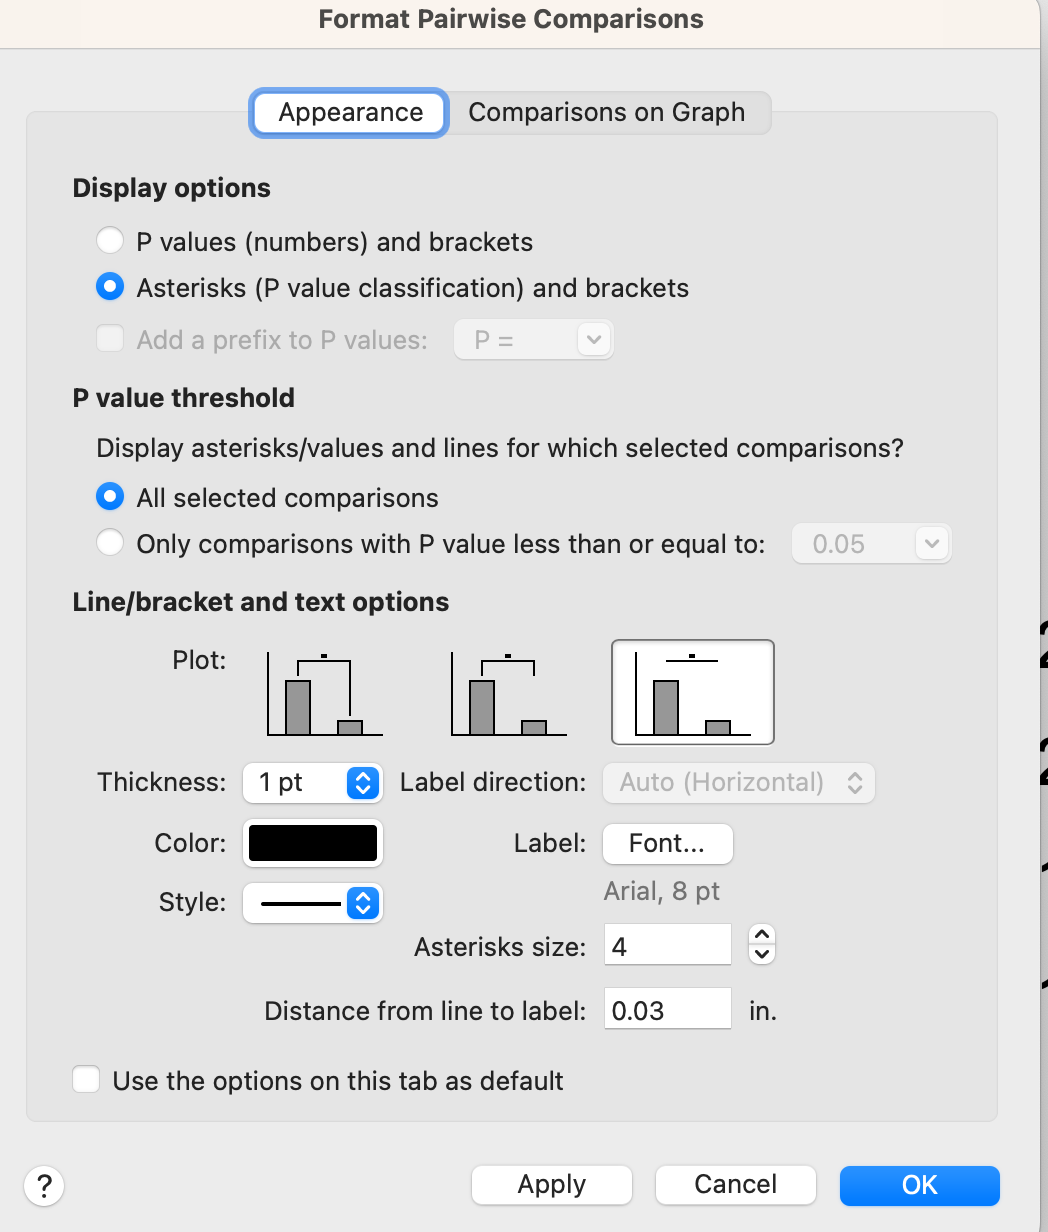 Format Pairwise Comparisons
Appearance
Comparisons on Graph
Display options
P values (numbers) and brackets
Asterisks (P value classification) and brackets
Add a prefix to P values:
P =
P value threshold
Display asterisks/values and lines for which selected comparisons?
All selected comparisons
Only comparisons with P value less than or equal to:
0.05
Line/bracket and text options
Plot:
Thickness:
1 pt
Label direction:
Auto (Horizontal)
Color:
Label:
Font...
Arial, 8 pt
Style:
Asterisks size:
4
Distance from line to label:
0.03
in.
Use the options on this tab as default
?
Apply
Cancel
OK